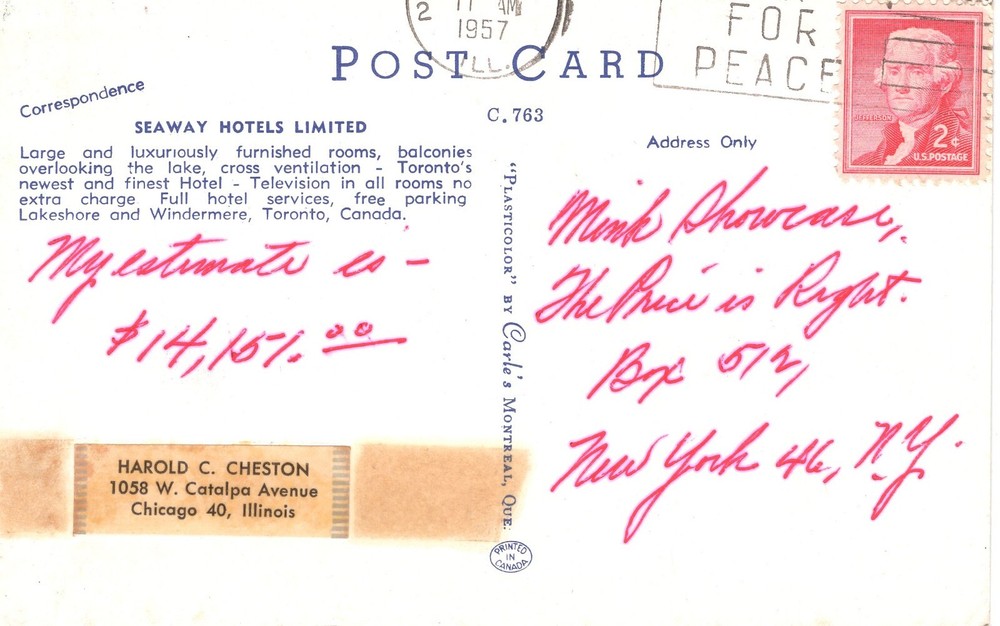 2 11 AM
1957
ILL.
FOR
PEACE
JEFFERSON
2¢
U.S. POSTAGE
POST CARD
Correspondence
C. 763
SEAWAY HOTELS LIMITED
Large and luxuriously furnished rooms, balconies
overlooking the lake, cross ventilation - Toronto's
newest and finest Hotel - Television in all rooms no
extra charge Full hotel services, free parking
Lakeshore and Windermere, Toronto, Canada.
My estimate is -
$14,151.00
HAROLD C. CHESTON
1058 W. Catalpa Avenue
Chicago 40, Illinois
"PLASTICOLOR" BY Carle's MONTREAL, QUE.
PRINTED
IN
CANADA
Address Only
Mink Showcase,
The Price is Right.
Box 512,
New York 46, N.Y.